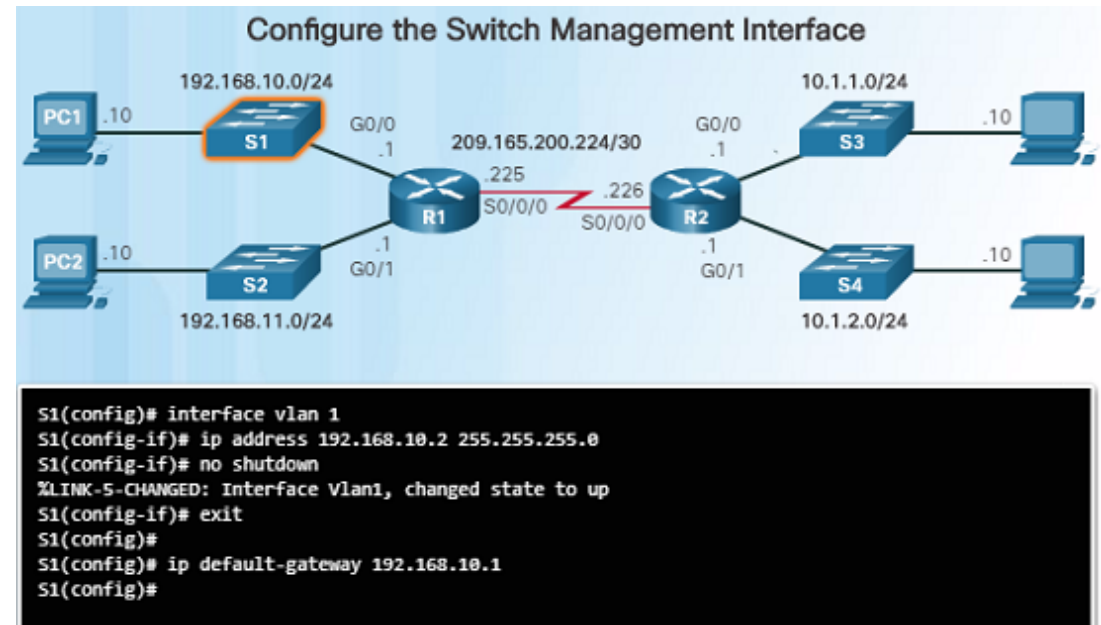 Configure the Switch Management Interface
192.168.10.0/24
10.1.1.0/24
PC1
.10
S1
G0/0
.1
209.165.200.224/30
G0/0
.1
S3
.10
.225
S0/0/0
.226
S0/0/0
R1
R2
PC2
.10
S2
.1
G0/1
.1
G0/1
S4
.10
192.168.11.0/24
10.1.2.0/24
S1(config)# interface vlan 1
S1(config-if)# ip address 192.168.10.2 255.255.255.0
S1(config-if)# no shutdown
%LINK-5-CHANGED: Interface Vlan1, changed state to up
S1(config-if)# exit
S1(config)#
S1(config)# ip default-gateway 192.168.10.1
S1(config)#